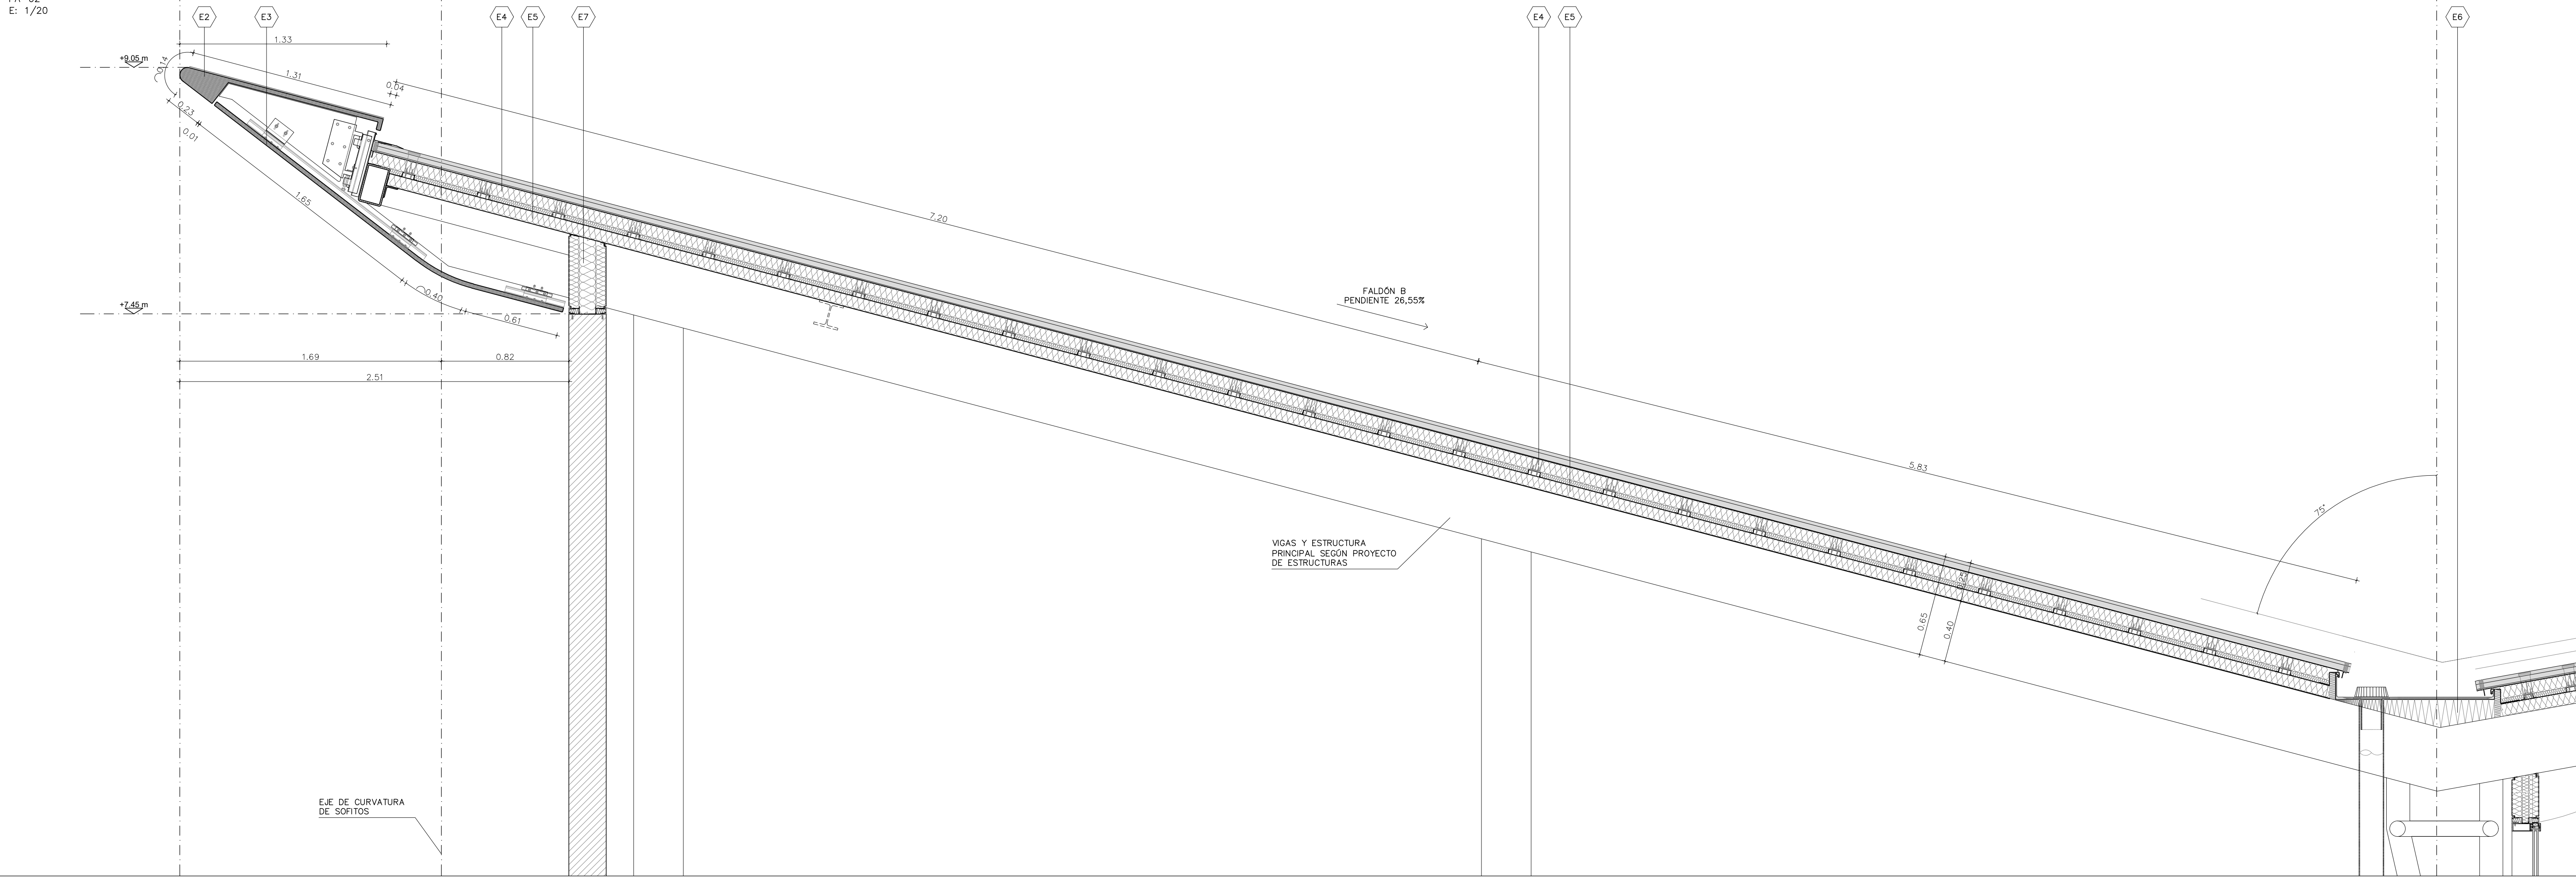 E: 1/20
E2
E3
E4
E5
E7
E4
E5
E6
1.33
+9.05 m
0.14
1.31
0.04
0.23
0.01
1.65
7.20
0.40
+7.45 m
0.61
1.69
0.82
2.51
FALDÓN B
PENDIENTE 26,55%
5.83
75°
VIGAS Y ESTRUCTURA
PRINCIPAL SEGÚN PROYECTO
DE ESTRUCTURAS
0.65
0.25
0.40
EJE DE CURVATURA
DE SOFITOS